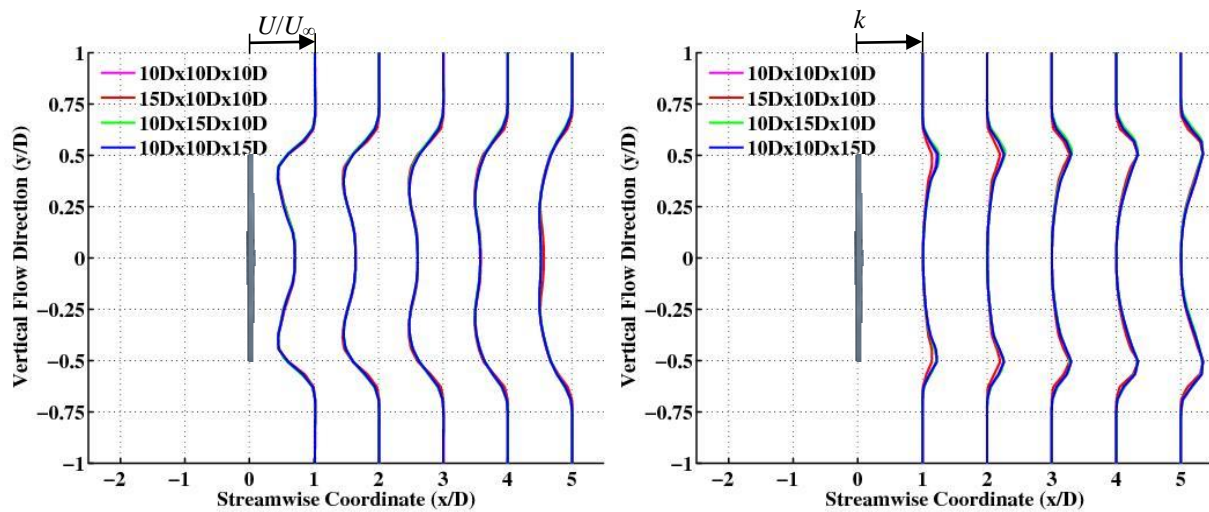 U/U∞
k
1
0.75
0.5
0.25
0
−0.25
−0.5
−0.75
−1
Vertical Flow Direction (y/D)
10Dx10Dx10D
15Dx10Dx10D
10Dx15Dx10D
10Dx10Dx15D
−2 −1 0 1 2 3 4 5
Streamwise Coordinate (x/D)
1
0.75
0.5
0.25
0
−0.25
−0.5
−0.75
−1
Vertical Flow Direction (y/D)
10Dx10Dx10D
15Dx10Dx10D
10Dx15Dx10D
10Dx10Dx15D
−2 −1 0 1 2 3 4 5
Streamwise Coordinate (x/D)